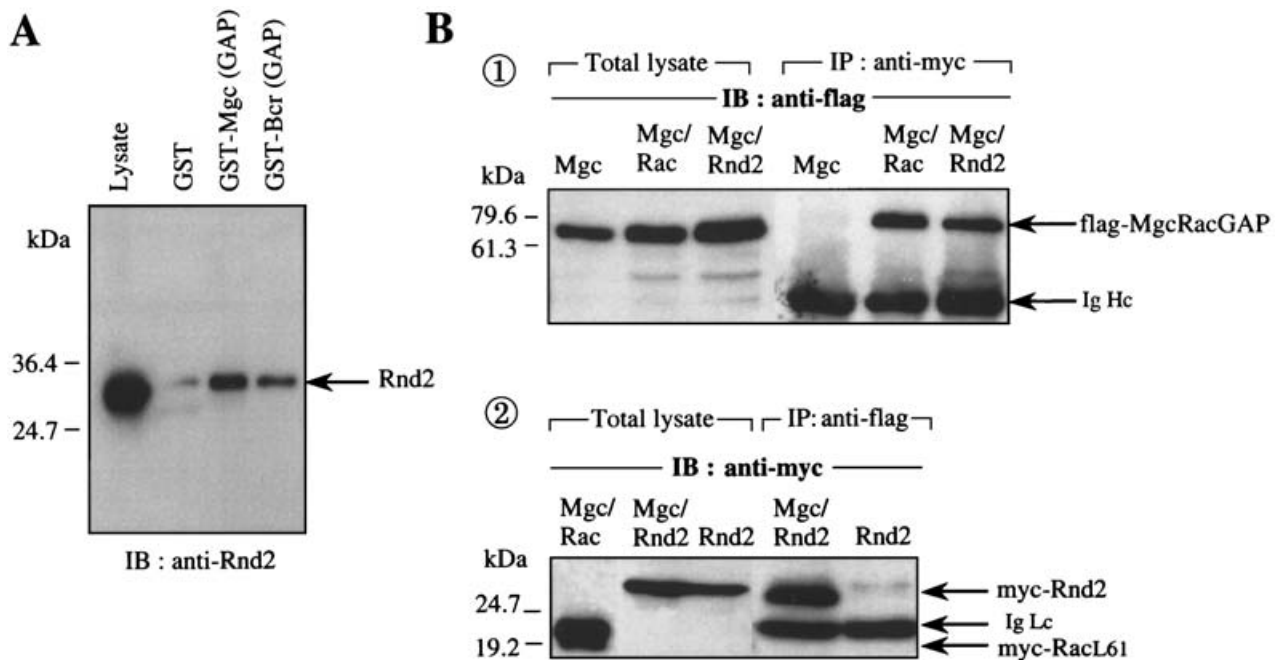 A
Lysate
GST
GST-Mgc (GAP)
GST-Bcr (GAP)
kDa
36.4
24.7
Rnd2
IB : anti-Rnd2
B
①
Total lysate
IP : anti-myc
IB : anti-flag
Mgc
Mgc/
Rac
Mgc/
Rnd2
Mgc
Mgc/
Rac
Mgc/
Rnd2
kDa
79.6
61.3
flag-MgcRacGAP
Ig Hc
②
Total lysate
IP: anti-flag
IB : anti-myc
Mgc/
Rac
Mgc/
Rnd2
Rnd2
Mgc/
Rnd2
Rnd2
kDa
24.7
19.2
myc-Rnd2
Ig Lc
myc-RacL61